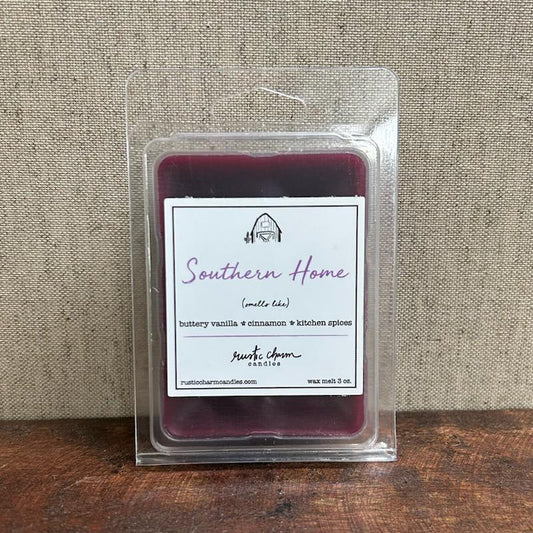 Southern Home
(smells like)
buttery vanilla ⚜ cinnamon ⚜ kitchen spices
rustic charm
candles
rusticcharmcandles.com wax melt 3 oz.